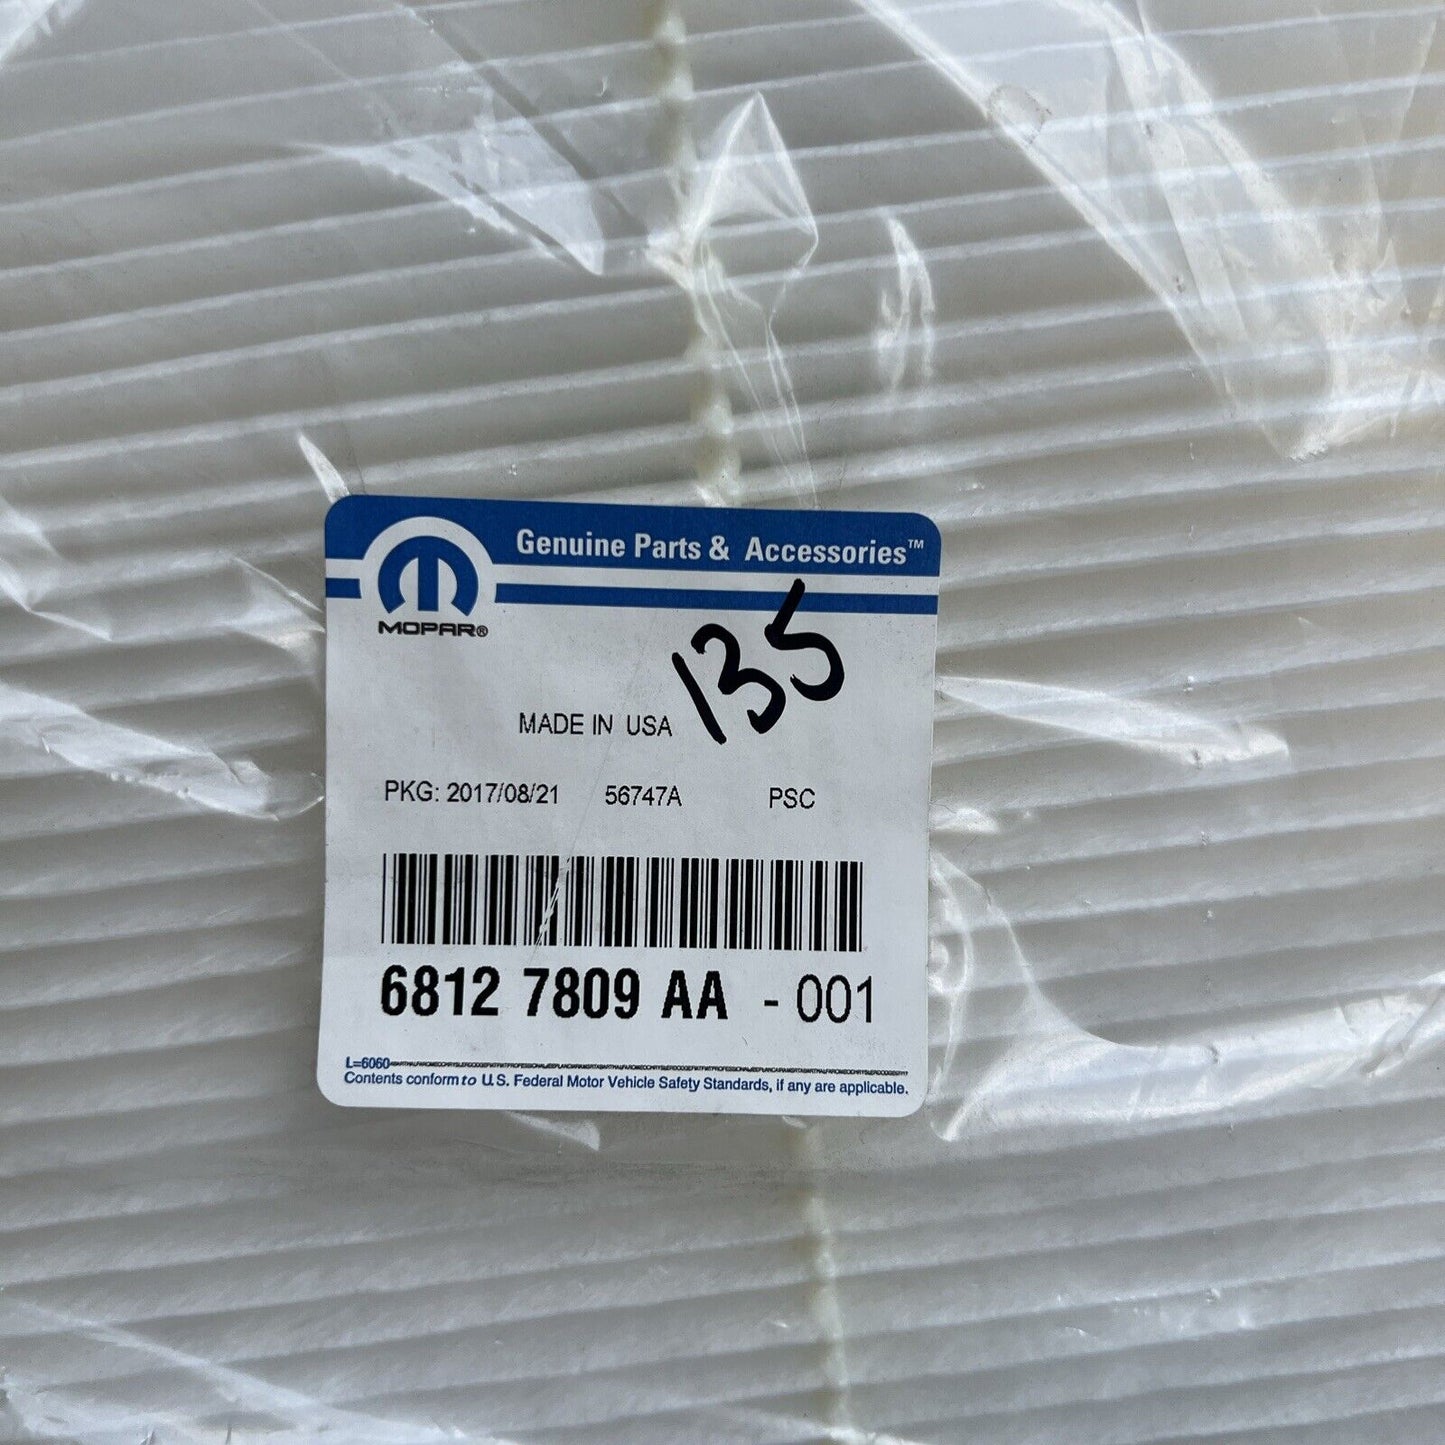 Genuine Parts & Accessories™
MOPAR®
135
MADE IN USA
PKG: 2017/08/21 56747A PSC
6812 7809 AA - 001
L=6060
Contents conform to U.S. Federal Motor Vehicle Safety Standards, if any are applicable.